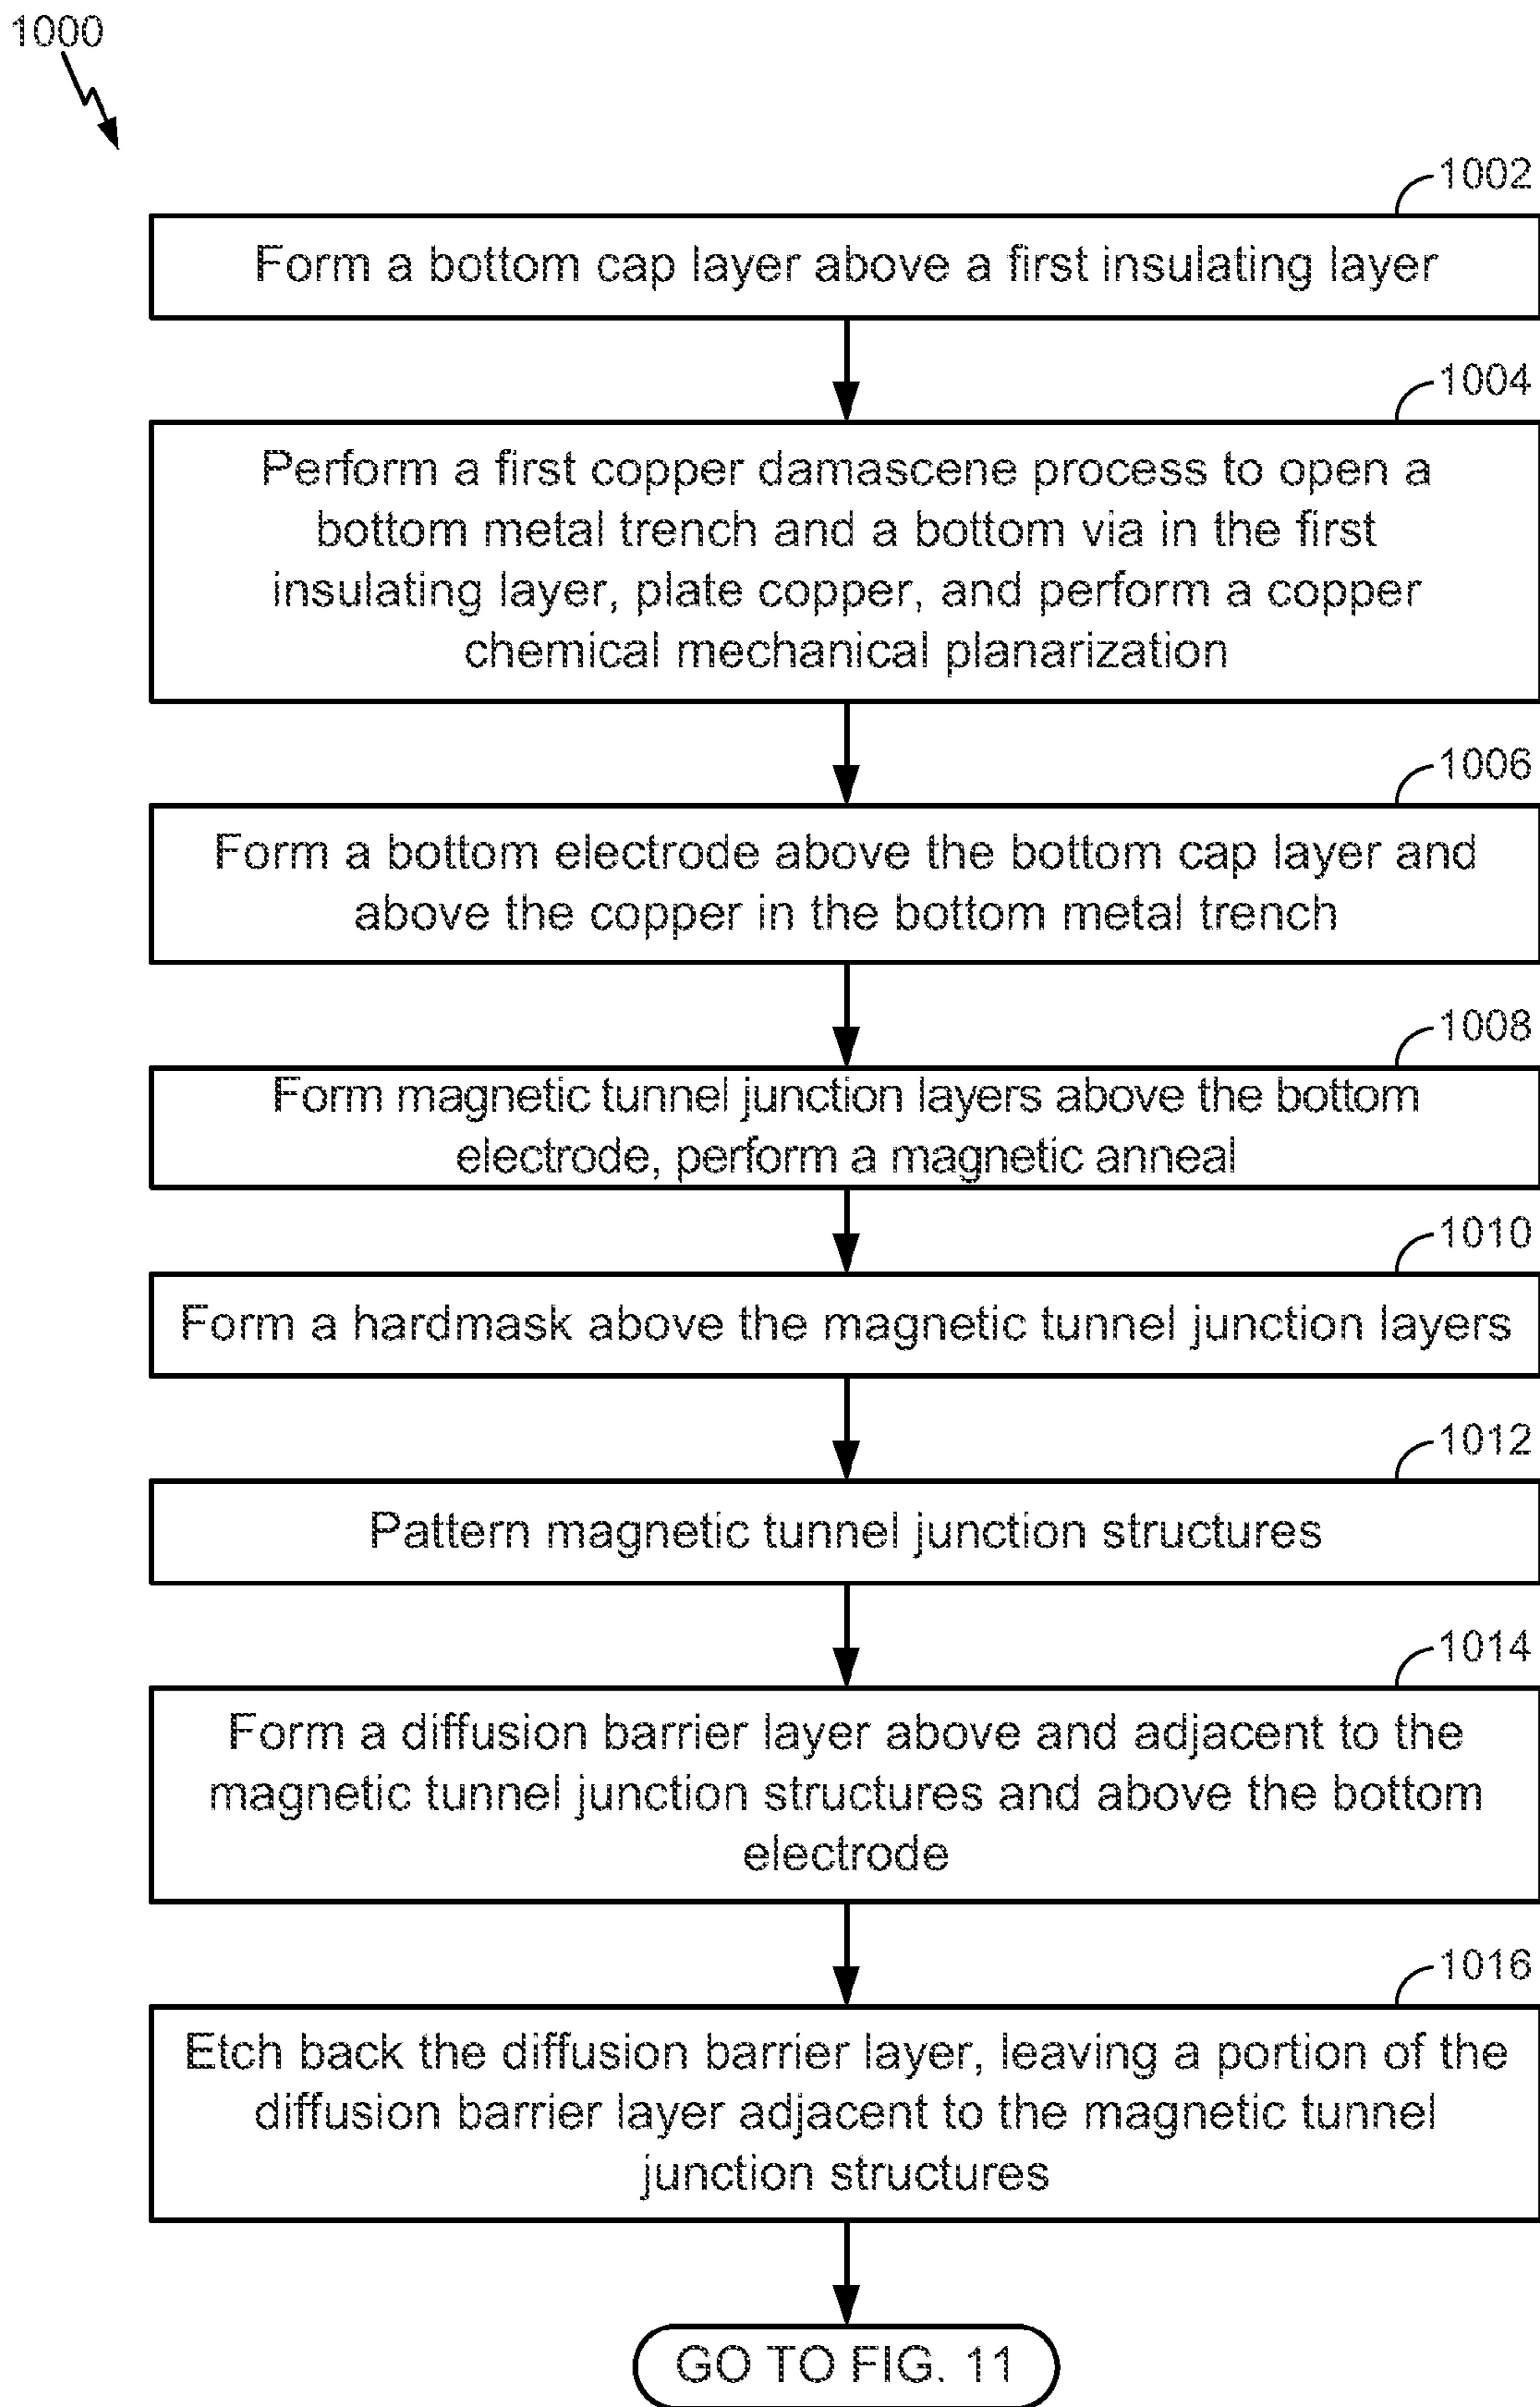 1000
1002
Form a bottom cap layer above a first insulating layer
1004
Perform a first copper damascene process to open a
bottom metal trench and a bottom via in the first
insulating layer, plate copper, and perform a copper
chemical mechanical planarization
1006
Form a bottom electrode above the bottom cap layer and
above the copper in the bottom metal trench
1008
Form magnetic tunnel junction layers above the bottom
electrode, perform a magnetic anneal
1010
Form a hardmask above the magnetic tunnel junction layers
1012
Pattern magnetic tunnel junction structures
1014
Form a diffusion barrier layer above and adjacent to the
magnetic tunnel junction structures and above the bottom
electrode
1016
Etch back the diffusion barrier layer, leaving a portion of the
diffusion barrier layer adjacent to the magnetic tunnel
junction structures
GO TO FIG. 11